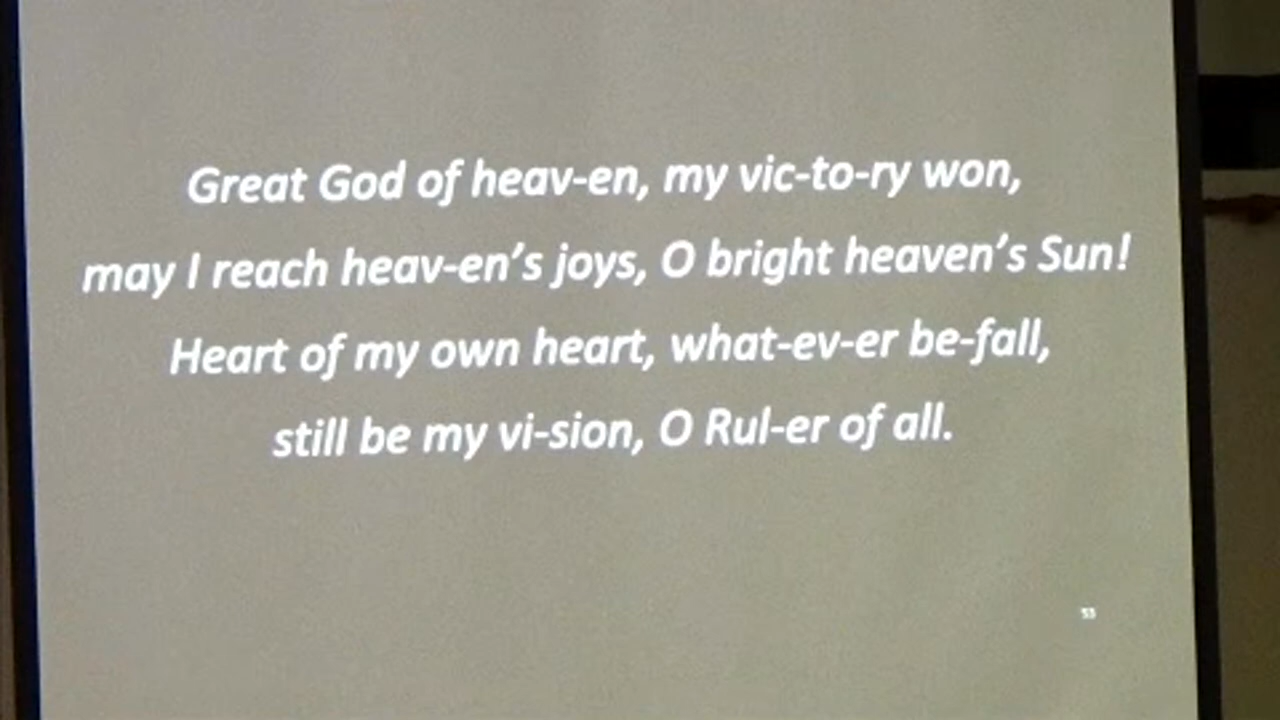 Great God of heav-en, my vic-to-ry won,
may I reach heav-en’s joys, O bright heaven’s Sun!
Heart of my own heart, what-ev-er be-fall,
still be my vi-sion, O Rul-er of all.